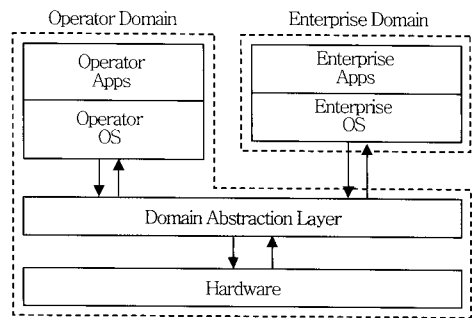 Operator Domain
Enterprise Domain
Operator
Apps
Operator
OS
Enterprise
Apps
Enterprise
OS
Domain Abstraction Layer
Hardware